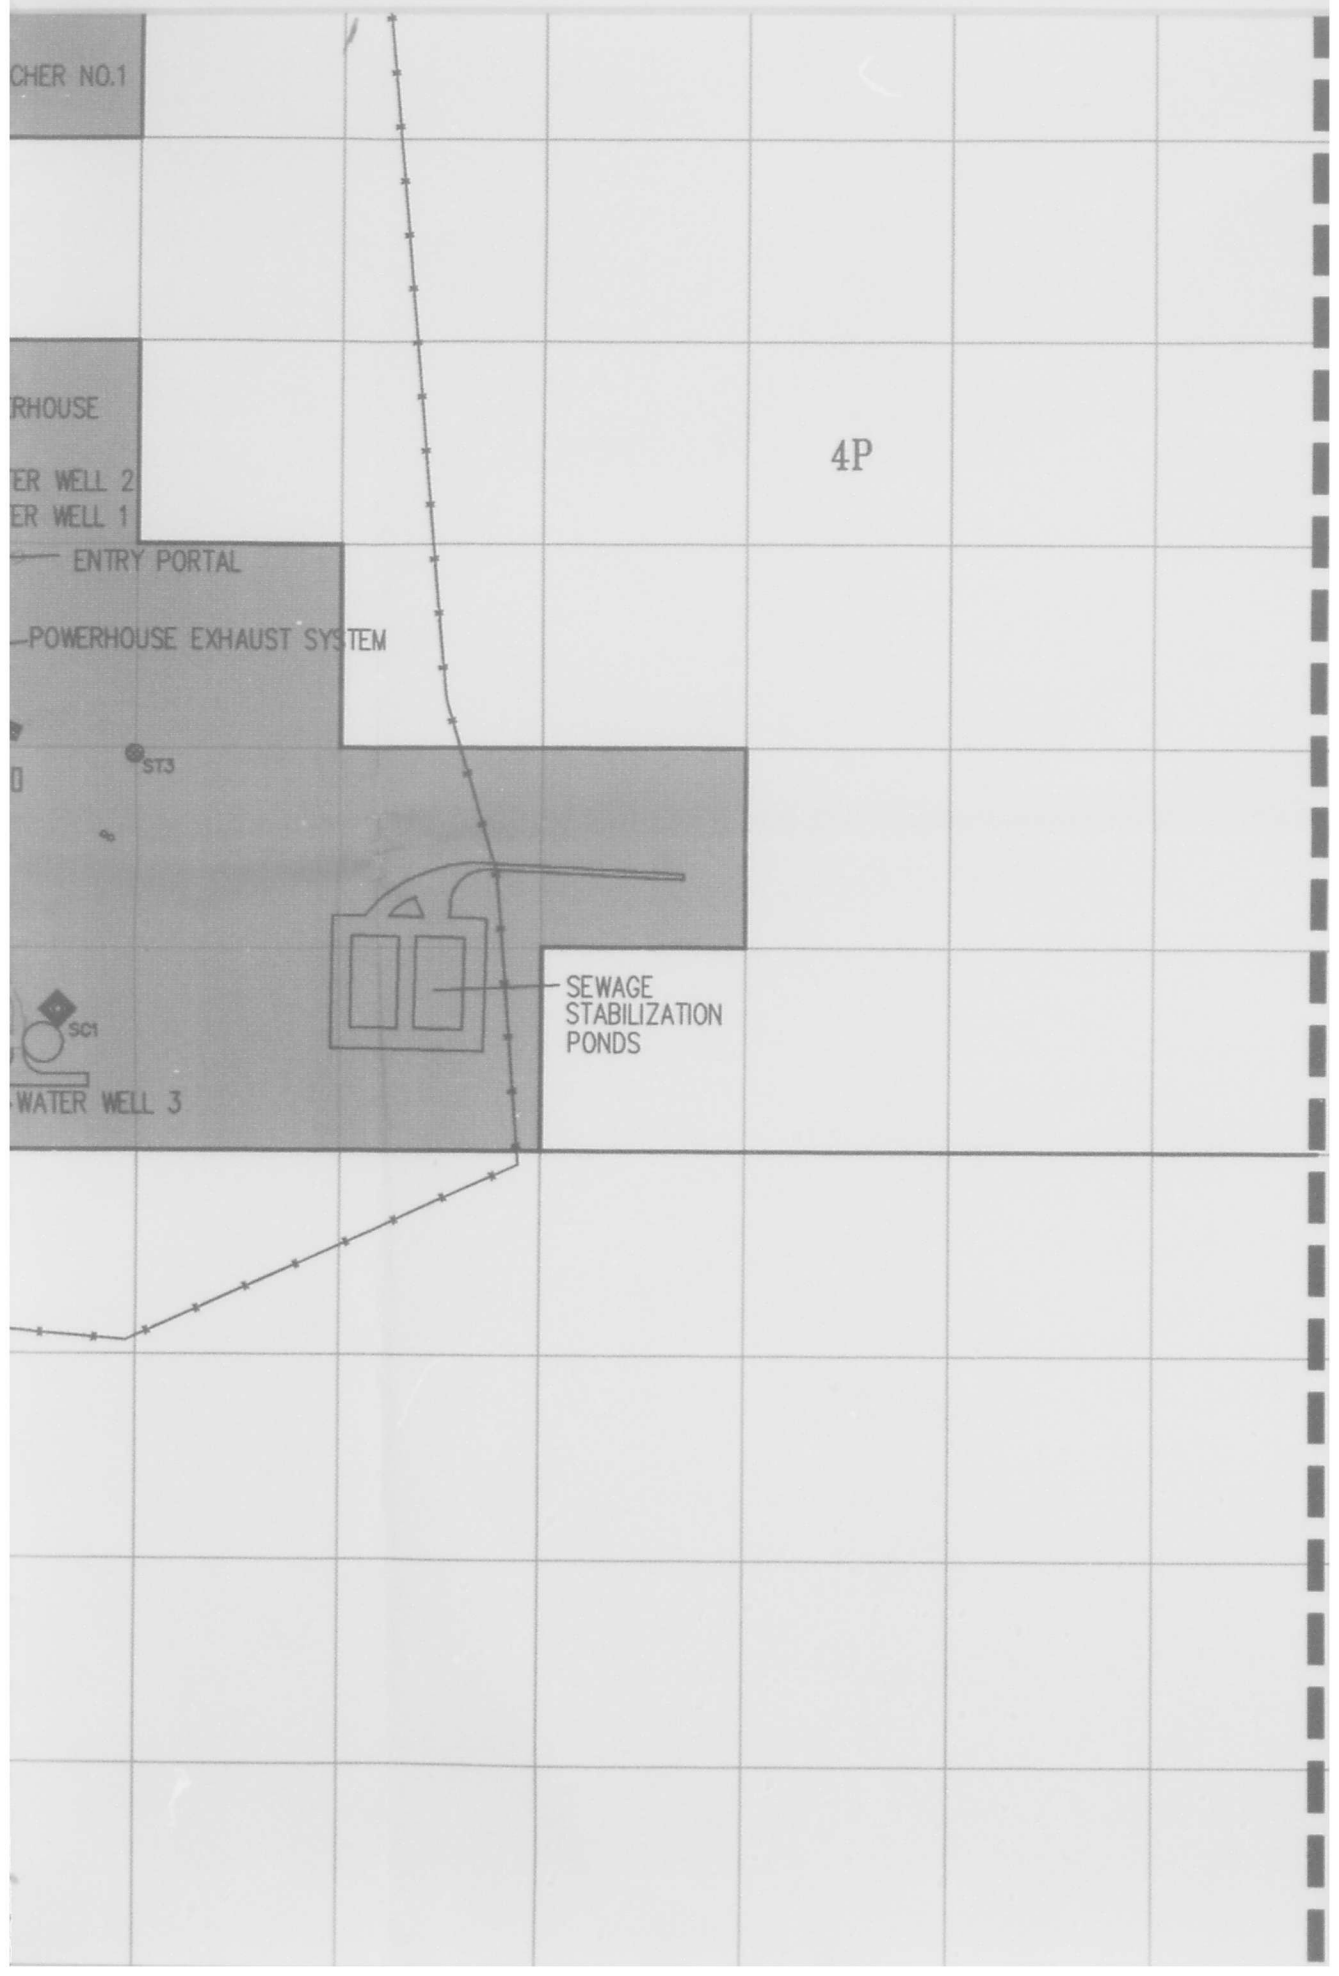 CHER NO.1
RHOUSE
4P
ER WELL 2
ER WELL 1
ENTRY PORTAL
POWERHOUSE EXHAUST SYSTEM
ST3
SEWAGE
STABILIZATION
PONDS
SC1
WATER WELL 3